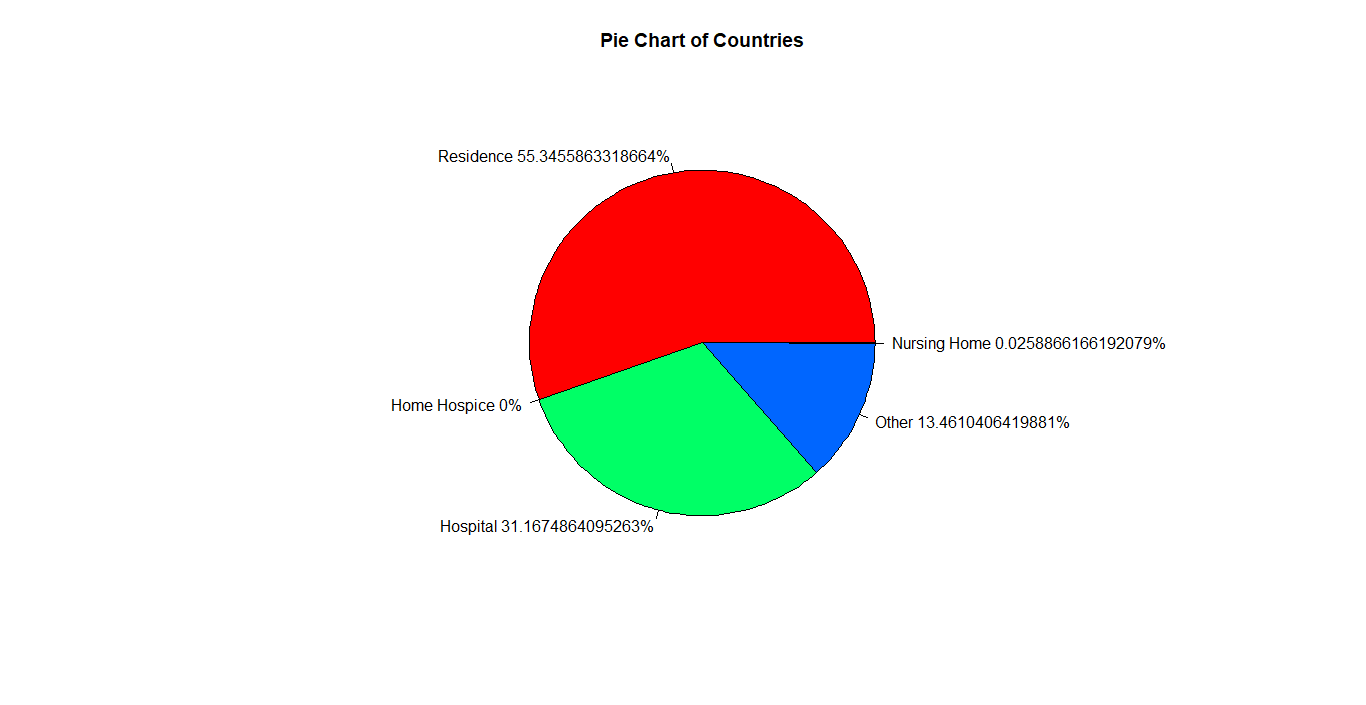 Pie Chart of Countries
Residence 55.3455863318664%
Nursing Home 0.0258866166192079%
Home Hospice 0%
Other 13.4610406419881%
Hospital 31.1674864095263%